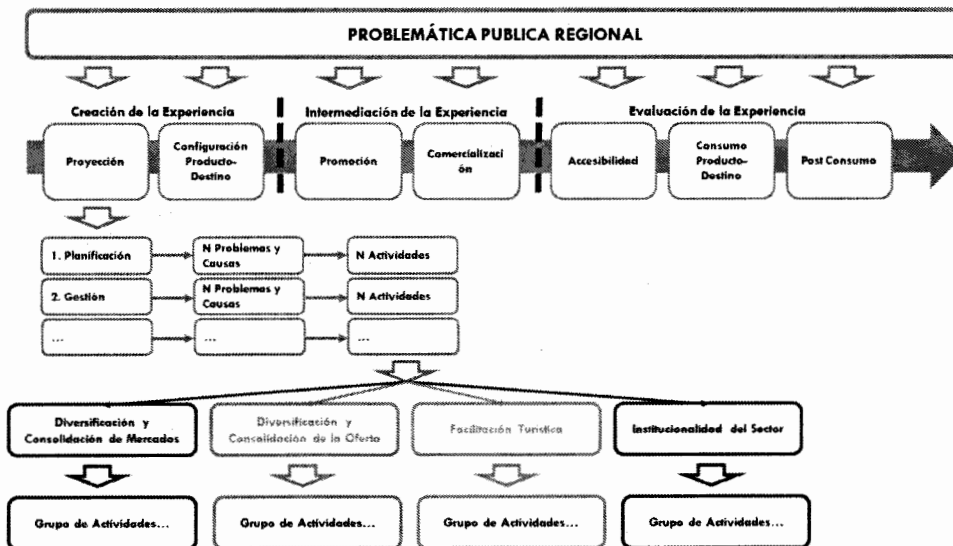 PROBLEMÁTICA PUBLICA REGIONAL
Creación de la Experiencia
Intermediación de la Experiencia
Evaluación de la Experiencia
Proyección
Configuración
Producto-
Destino
Promoción
Comercializaci
ón
Accesibilidad
Consumo
Producto-
Destino
Post Consumo
1. Planificación
N Problemas y
Causas
N Actividades
2. Gestión
N Problemas y
Causas
N Actividades
...
...
...
Diversificación y
Consolidación de Mercados
Diversificación y
Consolidación de la Oferta
Facilitación Turística
Institucionalidad del Sector
Grupo de Actividades...
Grupo de Actividades...
Grupo de Actividades...
Grupo de Actividades...